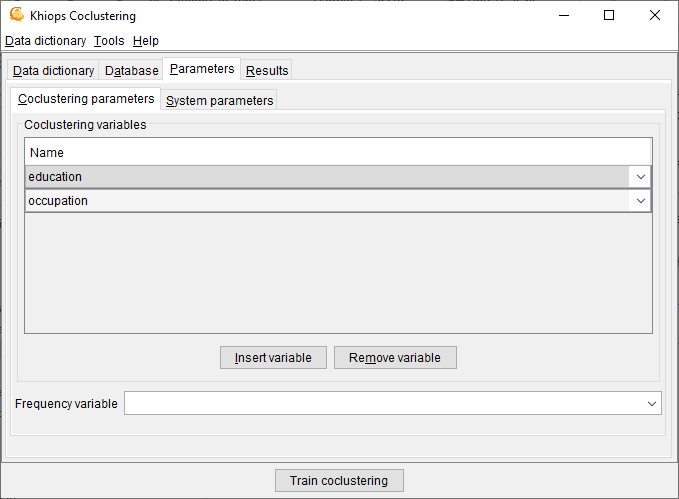 Khiops Coclustering
Data dictionary Tools Help
Data dictionary Database Parameters Results
Coclustering parameters System parameters
Coclustering variables
Name
education
occupation
Insert variable Remove variable
Frequency variable
Train coclustering